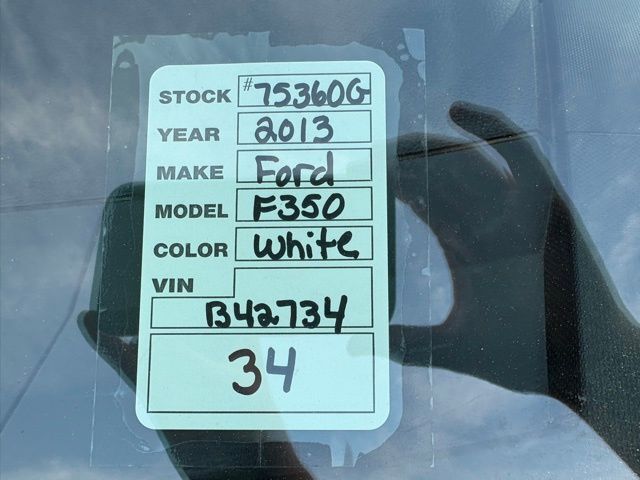 STOCK #75360G
YEAR 2013
MAKE Ford
MODEL F350
COLOR White
VIN
B42734
34